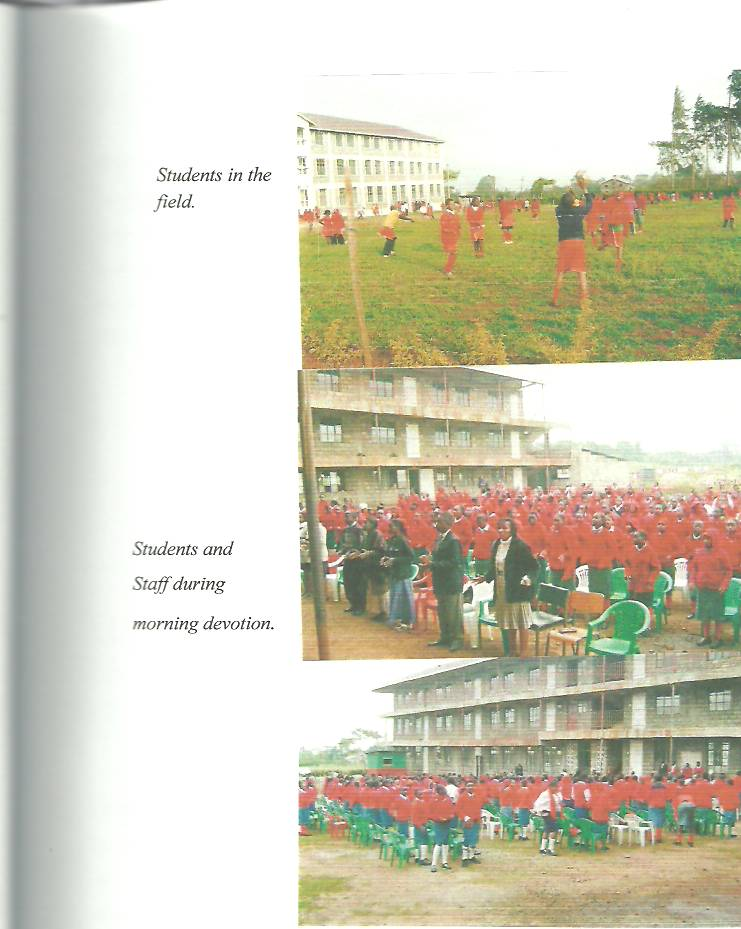 Students in the
field.
Students and
Staff during
morning devotion.